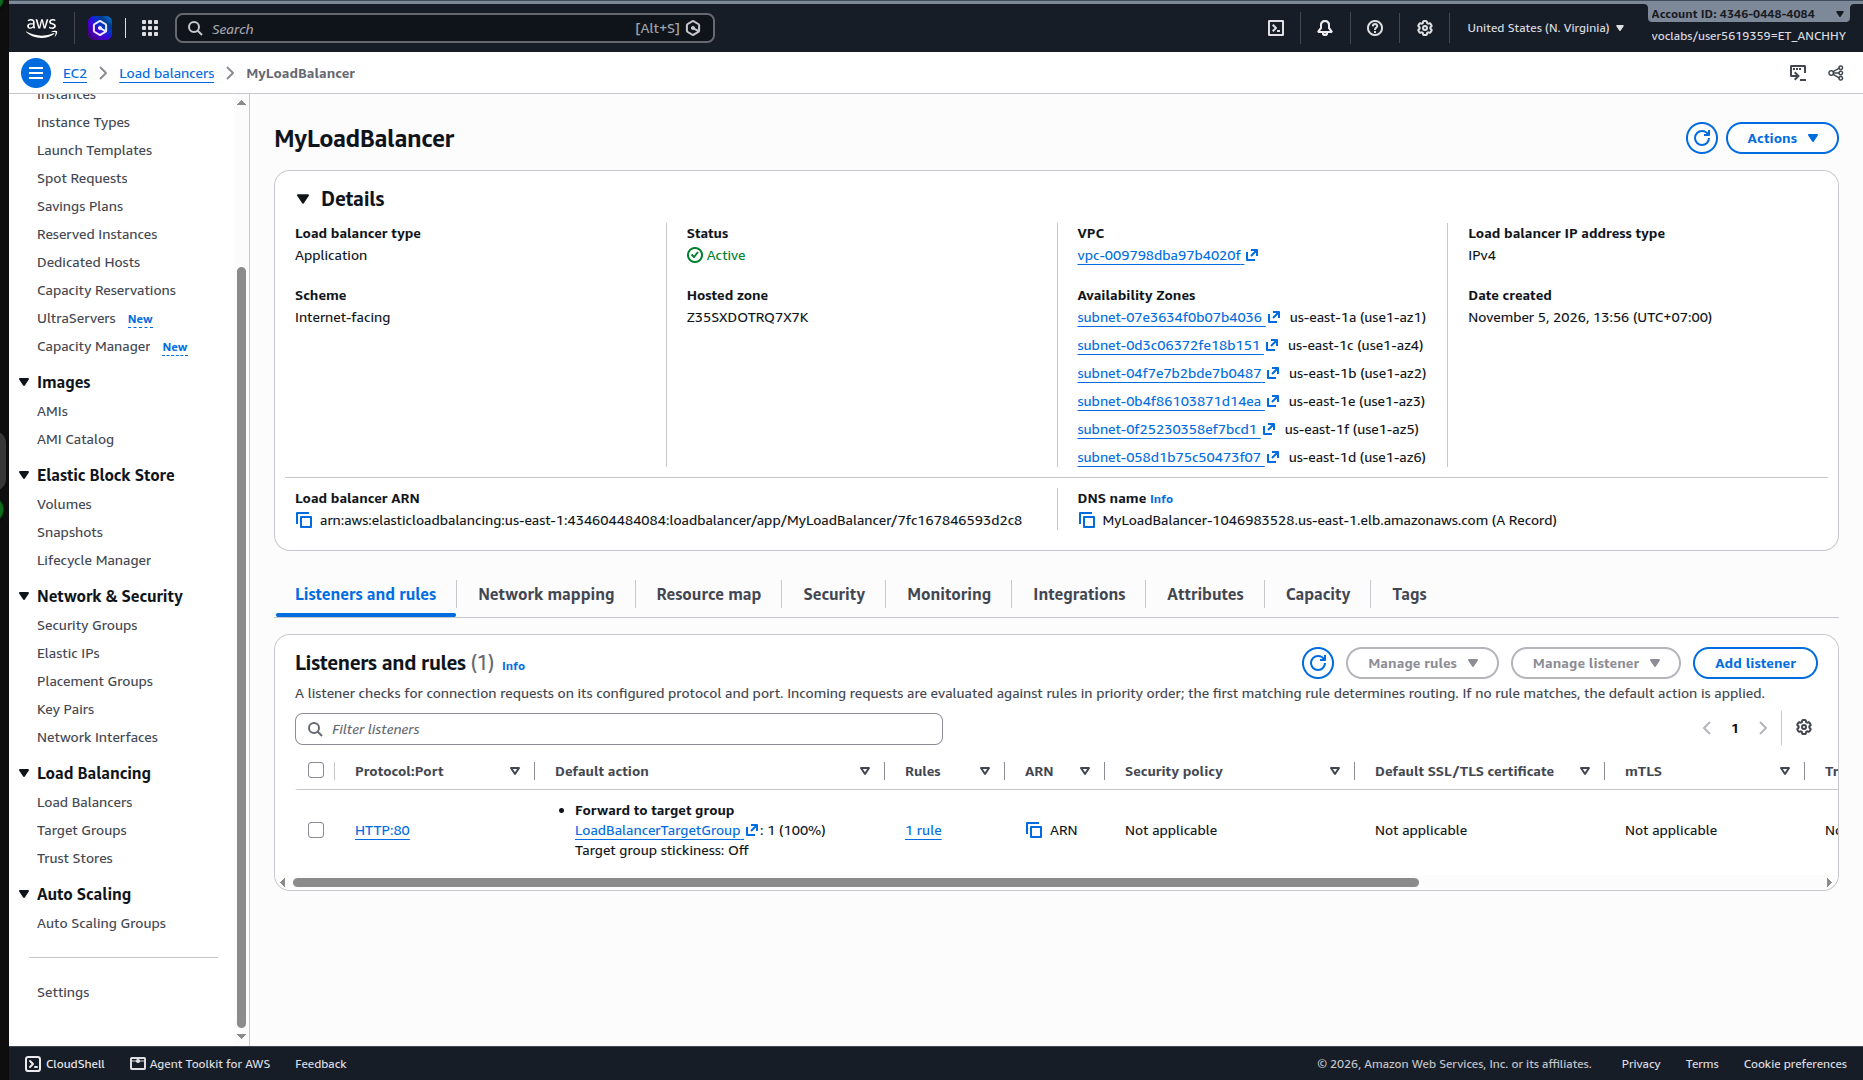 aws
Search [Alt+S]
United States (N. Virginia)
Account ID: 4346-0448-4084
voclabs/user5619359=ET_ANCHHY
EC2 Load balancers MyLoadBalancer
Instances
Instance Types
Launch Templates
Spot Requests
Savings Plans
Reserved Instances
Dedicated Hosts
Capacity Reservations
UltraServers New
Capacity Manager New
Images
AMIs
AMI Catalog
Elastic Block Store
Volumes
Snapshots
Lifecycle Manager
Network & Security
Security Groups
Elastic IPs
Placement Groups
Key Pairs
Network Interfaces
Load Balancing
Load Balancers
Target Groups
Trust Stores
Auto Scaling
Auto Scaling Groups
Settings
MyLoadBalancer
Actions
Details
Load balancer type
Application
Scheme
Internet-facing
Status
Active
Hosted zone
Z35SXDOTRQ7X7K
VPC
vpc-009798dba97b4020f
Availability Zones
subnet-07e3634f0b07b4036 us-east-1a (use1-az1)
subnet-0d3c06372fe18b151 us-east-1c (use1-az4)
subnet-04f7e7b2bde7b0487 us-east-1b (use1-az2)
subnet-0b4f86103871d14ea us-east-1e (use1-az3)
subnet-0f25230358ef7bcd1 us-east-1f (use1-az5)
subnet-058d1b75c50473f07 us-east-1d (use1-az6)
Load balancer IP address type
IPv4
Date created
November 5, 2026, 13:56 (UTC+07:00)
Load balancer ARN
arn:aws:elasticloadbalancing:us-east-1:434604484084:loadbalancer/app/MyLoadBalancer/7fc167846593d2c8
DNS name Info
MyLoadBalancer-1046983528.us-east-1.elb.amazonaws.com (A Record)
Listeners and rules Network mapping Resource map Security Monitoring Integrations Attributes Capacity Tags
Listeners and rules (1) Info
Manage rules Manage listener Add listener
A listener checks for connection requests on its configured protocol and port. Incoming requests are evaluated against rules in priority order; the first matching rule determines routing. If no rule matches, the default action is applied.
Filter listeners
1
Protocol:Port Default action Rules ARN Security policy Default SSL/TLS certificate mTLS Tr
• Forward to target group
HTTP:80 LoadBalancerTargetGroup : 1 (100%) 1 rule ARN Not applicable Not applicable Not applicable No
Target group stickiness: Off
CloudShell Agent Toolkit for AWS Feedback © 2026, Amazon Web Services, Inc. or its affiliates. Privacy Terms Cookie preferences